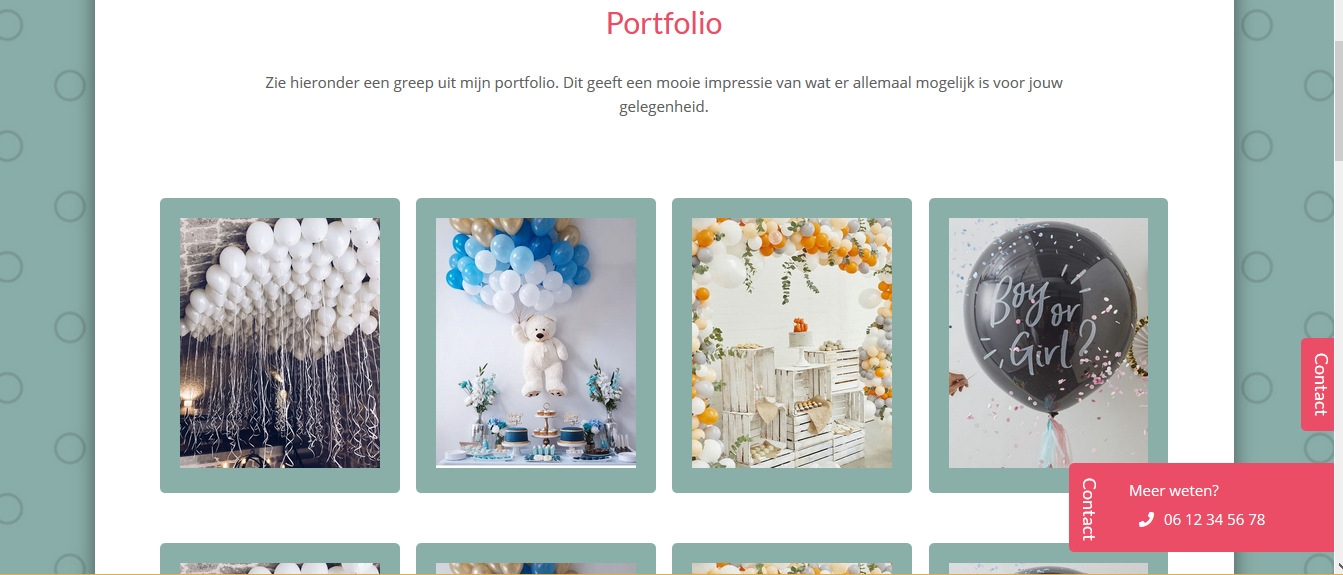 Portfolio
Zie hieronder een greep uit mijn portfolio. Dit geeft een mooie impressie van wat er allemaal mogelijk is voor jouw
gelegenheid.
Boy
or
Girl?
Contact
Contact
Meer weten?
06 12 34 56 78